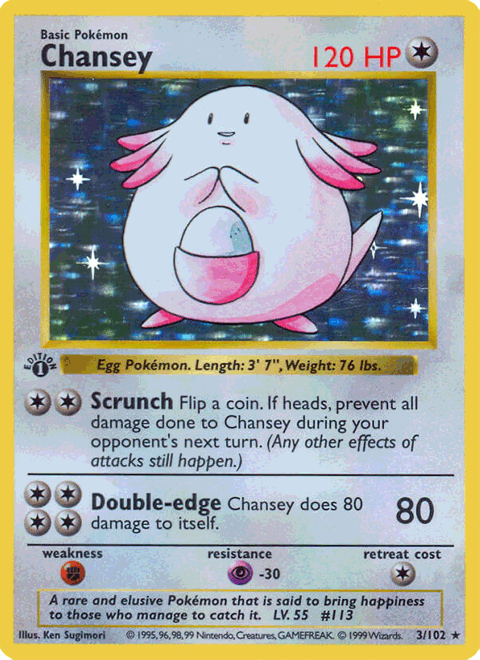 Basic Pokémon
Chansey 120 HP
EDITION 1
Egg Pokémon. Length: 3' 7", Weight: 76 lbs.
Scrunch Flip a coin. If heads, prevent all
damage done to Chansey during your
opponent's next turn. (Any other effects of
attacks still happen.)
Double-edge Chansey does 80
damage to itself.
80
weakness resistance retreat cost
-30
A rare and elusive Pokémon that is said to bring happiness
to those who manage to catch it. LV. 55 #113
Illus. Ken Sugimori © 1995, 96, 98, 99 Nintendo, Creatures, GAMEFREAK. © 1999 Wizards. 3/102 ★